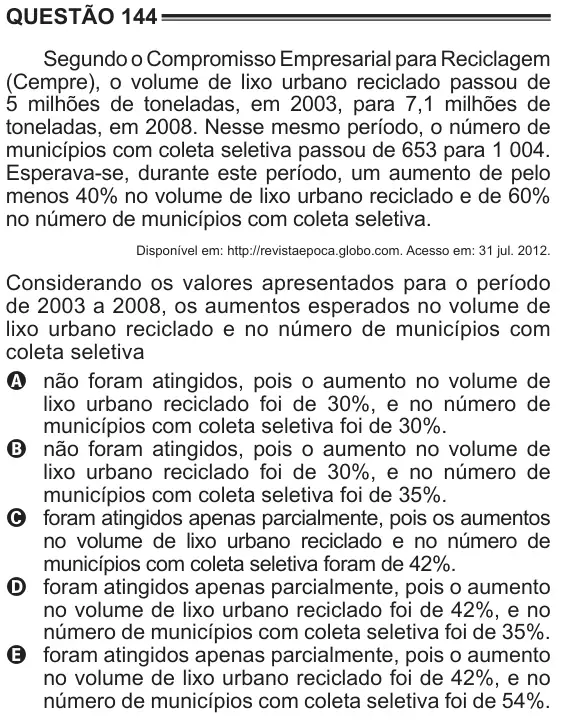 QUESTÃO 144
Segundo o Compromisso Empresarial para Reciclagem
(Cempre), o volume de lixo urbano reciclado passou de
5 milhões de toneladas, em 2003, para 7,1 milhões de
toneladas, em 2008. Nesse mesmo período, o número de
municípios com coleta seletiva passou de 653 para 1 004.
Esperava-se, durante este período, um aumento de pelo
menos 40% no volume de lixo urbano reciclado e de 60%
no número de municípios com coleta seletiva.
Disponível em: http://revistaepoca.globo.com. Acesso em: 31 jul. 2012.
Considerando os valores apresentados para o período
de 2003 a 2008, os aumentos esperados no volume de
lixo urbano reciclado e no número de municípios com
coleta seletiva
A não foram atingidos, pois o aumento no volume de
lixo urbano reciclado foi de 30%, e no número de
municípios com coleta seletiva foi de 30%.
B não foram atingidos, pois o aumento no volume de
lixo urbano reciclado foi de 30%, e no número de
municípios com coleta seletiva foi de 35%.
C foram atingidos apenas parcialmente, pois os aumentos
no volume de lixo urbano reciclado e no número de
municípios com coleta seletiva foram de 42%.
D foram atingidos apenas parcialmente, pois o aumento
no volume de lixo urbano reciclado foi de 42%, e no
número de municípios com coleta seletiva foi de 35%.
E foram atingidos apenas parcialmente, pois o aumento
no volume de lixo urbano reciclado foi de 42%, e no
número de municípios com coleta seletiva foi de 54%.